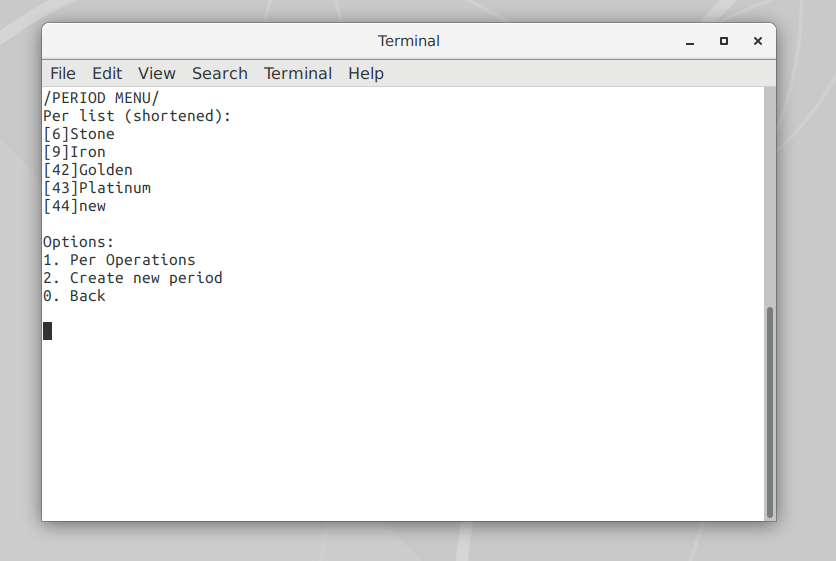 Terminal
File Edit View Search Terminal Help
/PERIOD MENU/
Per list (shortened):
[6]Stone
[9]Iron
[42]Golden
[43]Platinum
[44]new
Options:
1. Per Operations
2. Create new period
0. Back